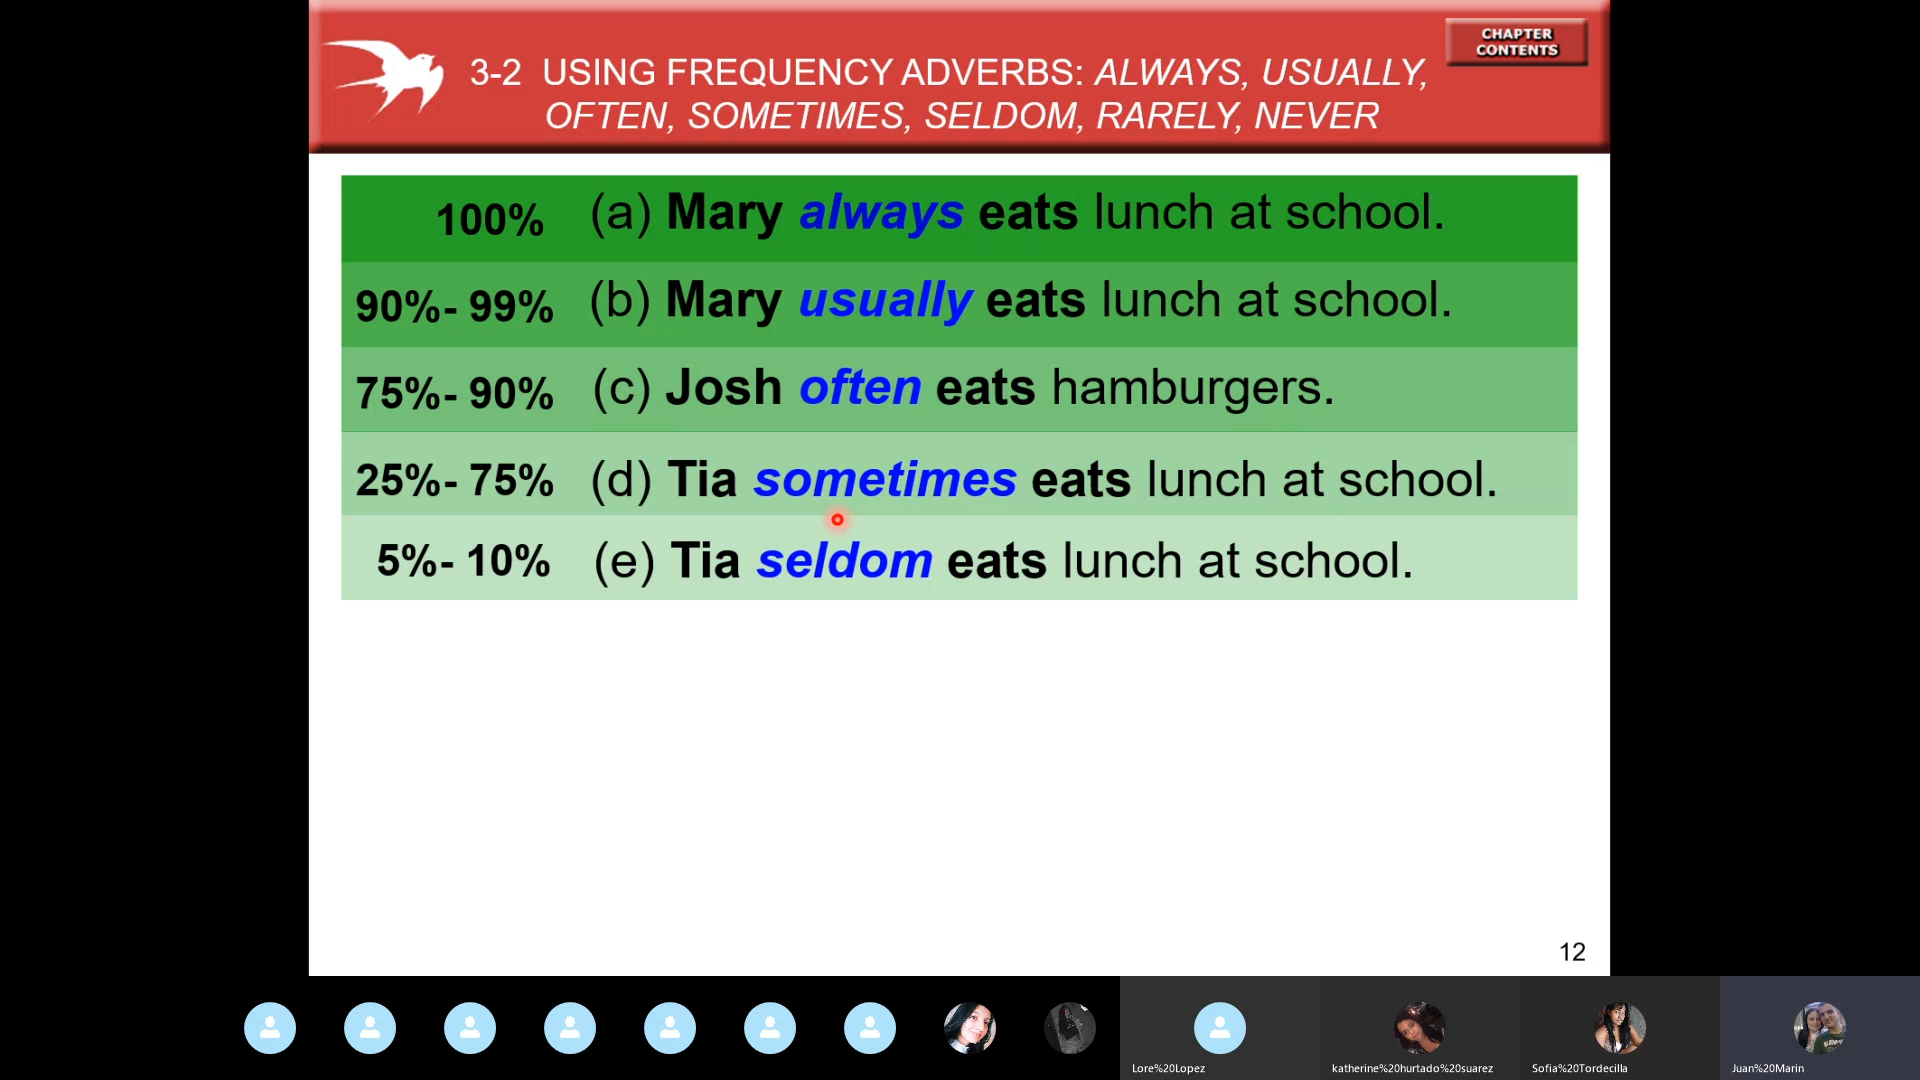 CHAPTER
CONTENTS
3-2 USING FREQUENCY ADVERBS: ALWAYS, USUALLY,
OFTEN, SOMETIMES, SELDOM, RARELY, NEVER
100% (a) Mary always eats lunch at school.
90%- 99% (b) Mary usually eats lunch at school.
75%- 90% (c) Josh often eats hamburgers.
25%- 75% (d) Tia sometimes eats lunch at school.
5%- 10% (e) Tia seldom eats lunch at school.
12
Lore%20Lopez katherine%20hurtado%20suarez Sofia%20Tordecilla Juan%20Marin